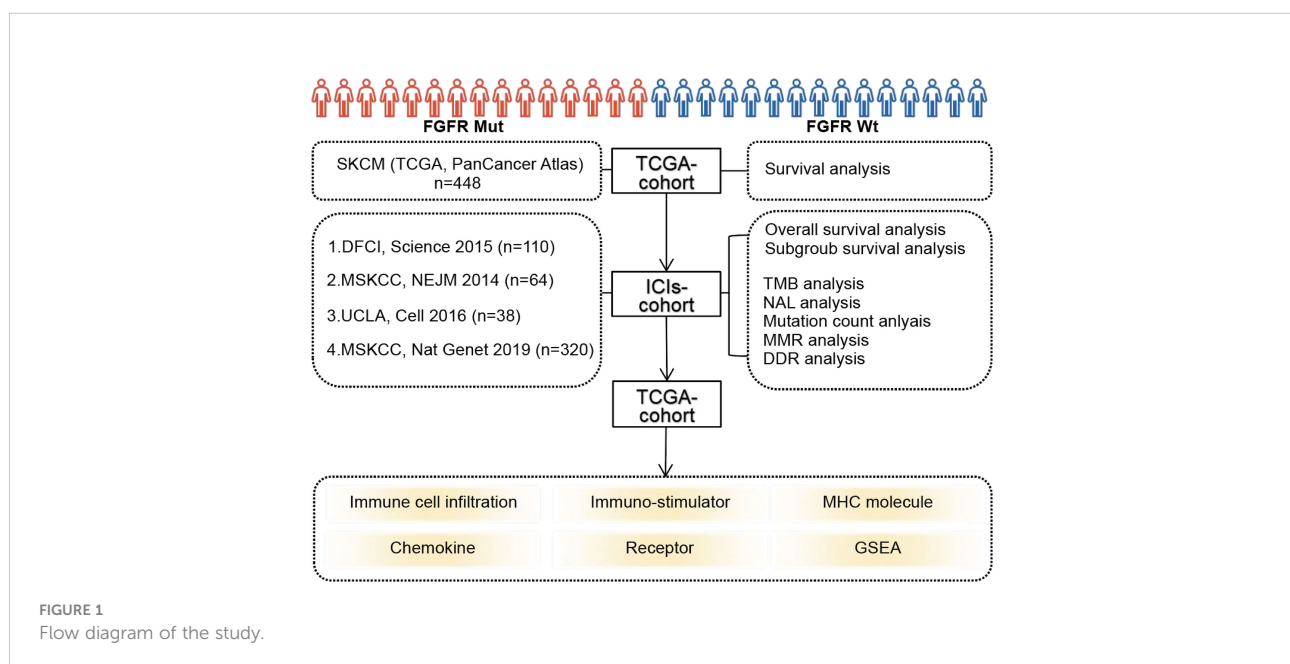 FGFR Mut
FGFR Wt
SKCM (TCGA, PanCancer Atlas)
n=448
TCGA-
cohort
Survival analysis
1.DFCI, Science 2015 (n=110)
2.MSKCC, NEJM 2014 (n=64)
3.UCLA, Cell 2016 (n=38)
4.MSKCC, Nat Genet 2019 (n=320)
ICIs-
cohort
Overall survival analysis
Subgroub survival analysis
TMB analysis
NAL analysis
Mutation count anlyais
MMR analysis
DDR analysis
TCGA-
cohort
Immune cell infiltration
Immuno-stimulator
MHC molecule
Chemokine
Receptor
GSEA
FIGURE 1
Flow diagram of the study.